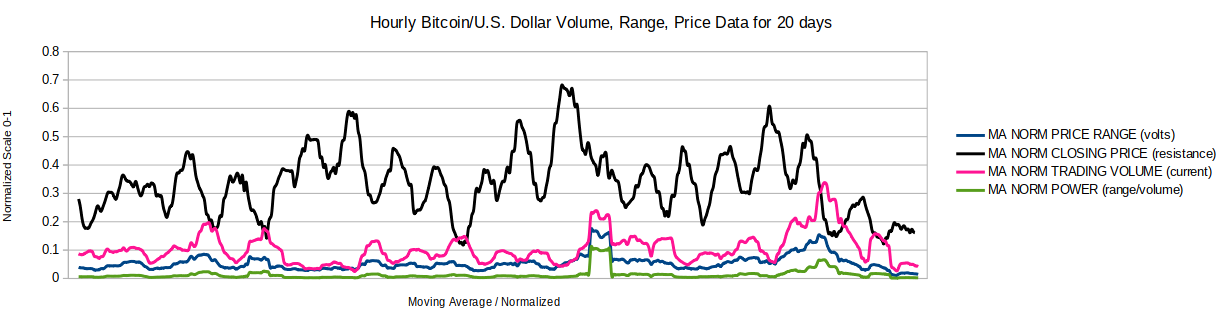 Hourly Bitcoin/U.S. Dollar Volume, Range, Price Data for 20 days
0.8
0.7
0.6
0.5
0.4
0.3
0.2
0.1
0
Normalized Scale 0-1
Moving Average / Normalized
MA NORM PRICE RANGE (volts)
MA NORM CLOSING PRICE (resistance)
MA NORM TRADING VOLUME (current)
MA NORM POWER (range/volume)